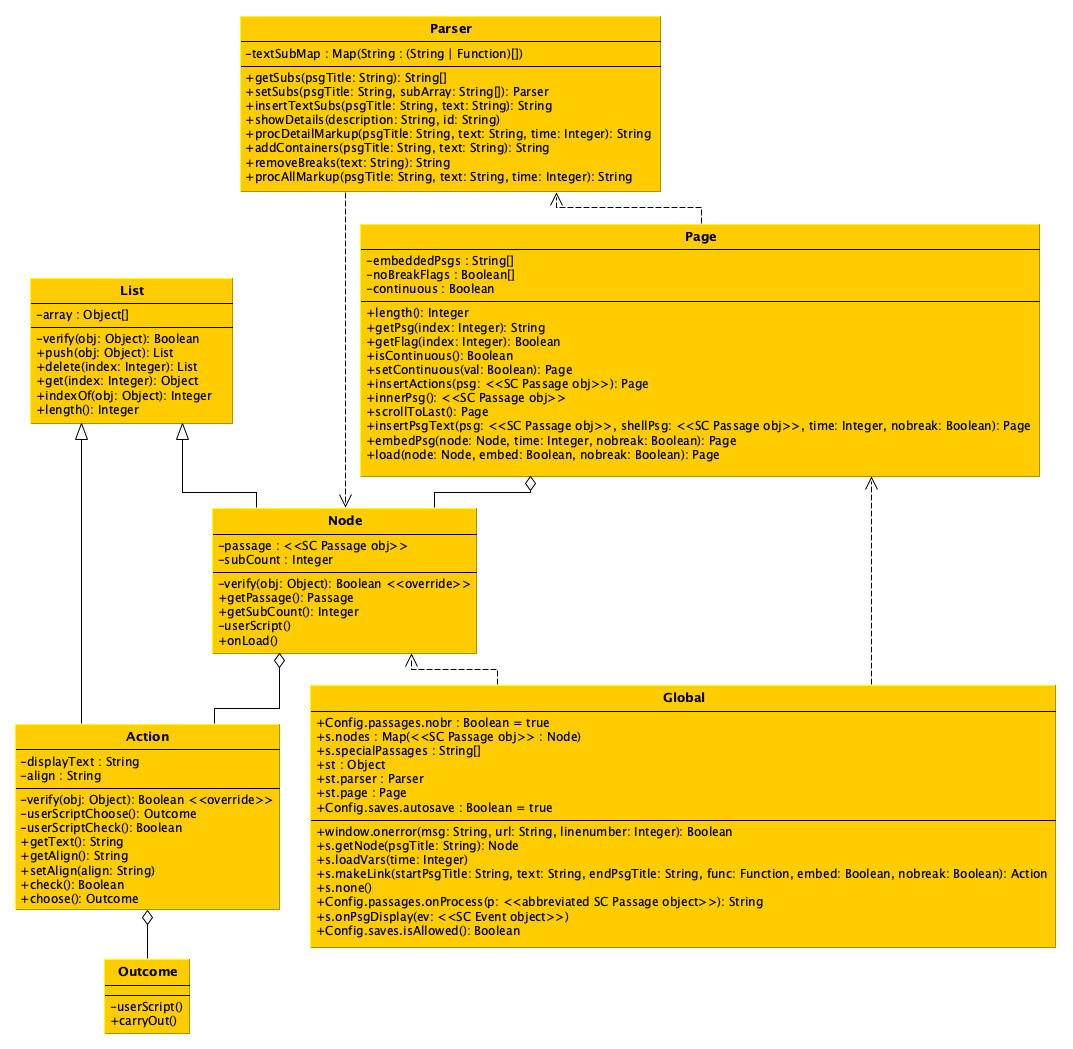 Parser
-textSubMap : Map(String : (String | Function)[])
+getSubs(psgTitle: String): String[]
+setSubs(psgTitle: String, subArray: String[]): Parser
+insertTextSubs(psgTitle: String, text: String): String
+showDetails(description: String, id: String)
+procDetailMarkup(psgTitle: String, text: String, time: Integer): String
+addContainers(psgTitle: String, text: String): String
+removeBreaks(text: String): String
+procAllMarkup(psgTitle: String, text: String, time: Integer): String
Page
-embeddedPsgs : String[]
-noBreakFlags : Boolean[]
-continuous : Boolean
+length(): Integer
+getPsg(index: Integer): String
+getFlag(index: Integer): Boolean
+isContinuous(): Boolean
+setContinuous(val: Boolean): Page
+insertActions(psg: <<SC Passage obj>>): Page
+innerPsg(): <<SC Passage obj>>
+scrollToLast(): Page
+insertPsgText(psg: <<SC Passage obj>>, shellPsg: <<SC Passage obj>>, time: Integer, nobreak: Boolean): Page
+embedPsg(node: Node, time: Integer, nobreak: Boolean): Page
+load(node: Node, embed: Boolean, nobreak: Boolean): Page
List
-array : Object[]
-verify(obj: Object): Boolean
+push(obj: Object): List
+delete(index: Integer): List
+get(index: Integer): Object
+indexOf(obj: Object): Integer
+length(): Integer
Node
-passage : <<SC Passage obj>>
-subCount : Integer
-verify(obj: Object): Boolean <<override>>
+getPassage(): Passage
+getSubCount(): Integer
-userScript()
+onLoad()
Global
+Config.passages.nobr : Boolean = true
+s.nodes : Map(<<SC Passage obj>> : Node)
+s.specialPassages : String[]
+st : Object
+st.parser : Parser
+st.page : Page
+Config.saves.autosave : Boolean = true
+window.onerror(msg: String, url: String, linenumber: Integer): Boolean
+s.getNode(psgTitle: String): Node
+s.loadVars(time: Integer)
+s.makeLink(startPsgTitle: String, text: String, endPsgTitle: String, func: Function, embed: Boolean, nobreak: Boolean): Action
+s.none()
+Config.passages.onProcess(p: <<abbreviated SC Passage object>>): String
+s.onPsgDisplay(ev: <<SC Event object>>)
+Config.saves.isAllowed(): Boolean
Action
-displayText : String
-align : String
-verify(obj: Object): Boolean <<override>>
-userScriptChoose(): Outcome
-userScriptCheck(): Boolean
+getText(): String
+getAlign(): String
+setAlign(align: String)
+check(): Boolean
+choose(): Outcome
Outcome
-userScript()
+carryOut()